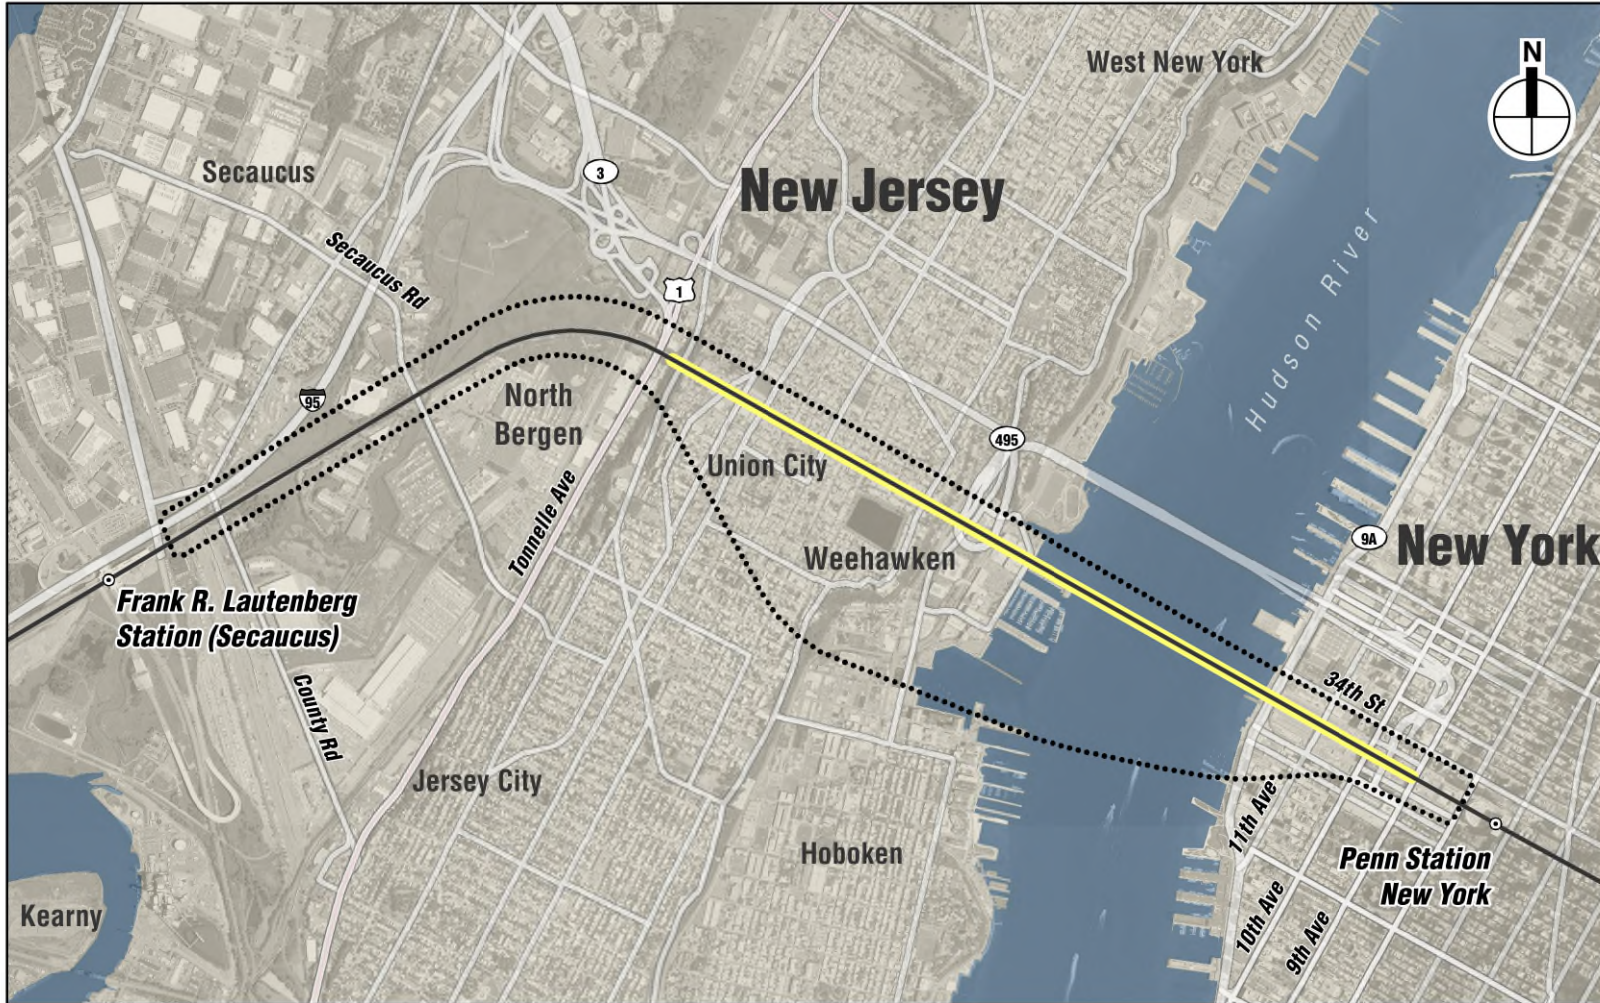 N
West New York
Secaucus
3
New Jersey
Secaucus Rd
1
Hudson River
95
North
Bergen
495
Union City
Tonnelle Ave
9A
New York
Weehawken
Frank R. Lautenberg
Station (Secaucus)
34th St
County Rd
Jersey City
11th Ave
Hoboken
Penn Station
New York
Kearny
10th Ave
9th Ave